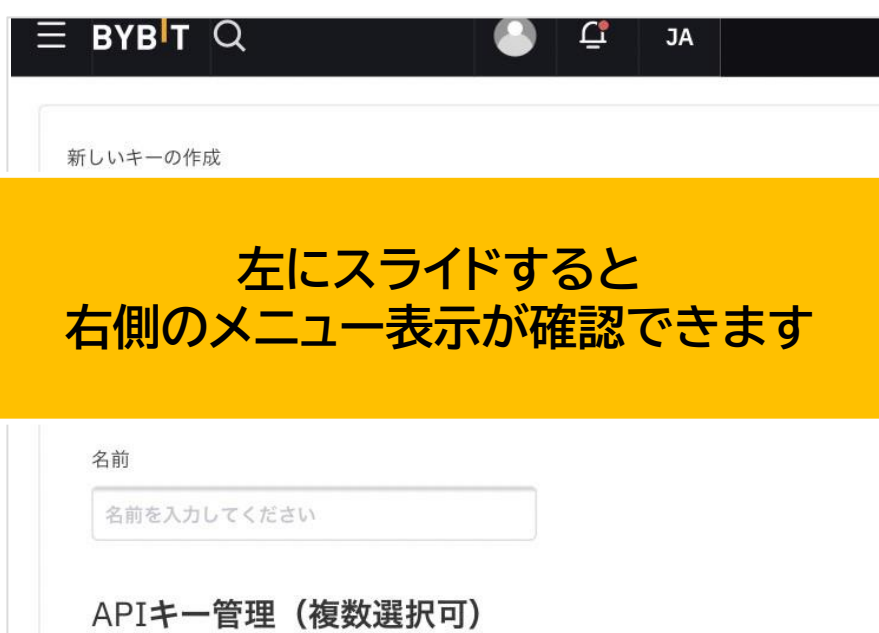 BYBIT JA
新しいキーの作成
左にスライドすると
右側のメニュー表示が確認できます
名前
名前を入力してください
APIキー管理（複数選択可）